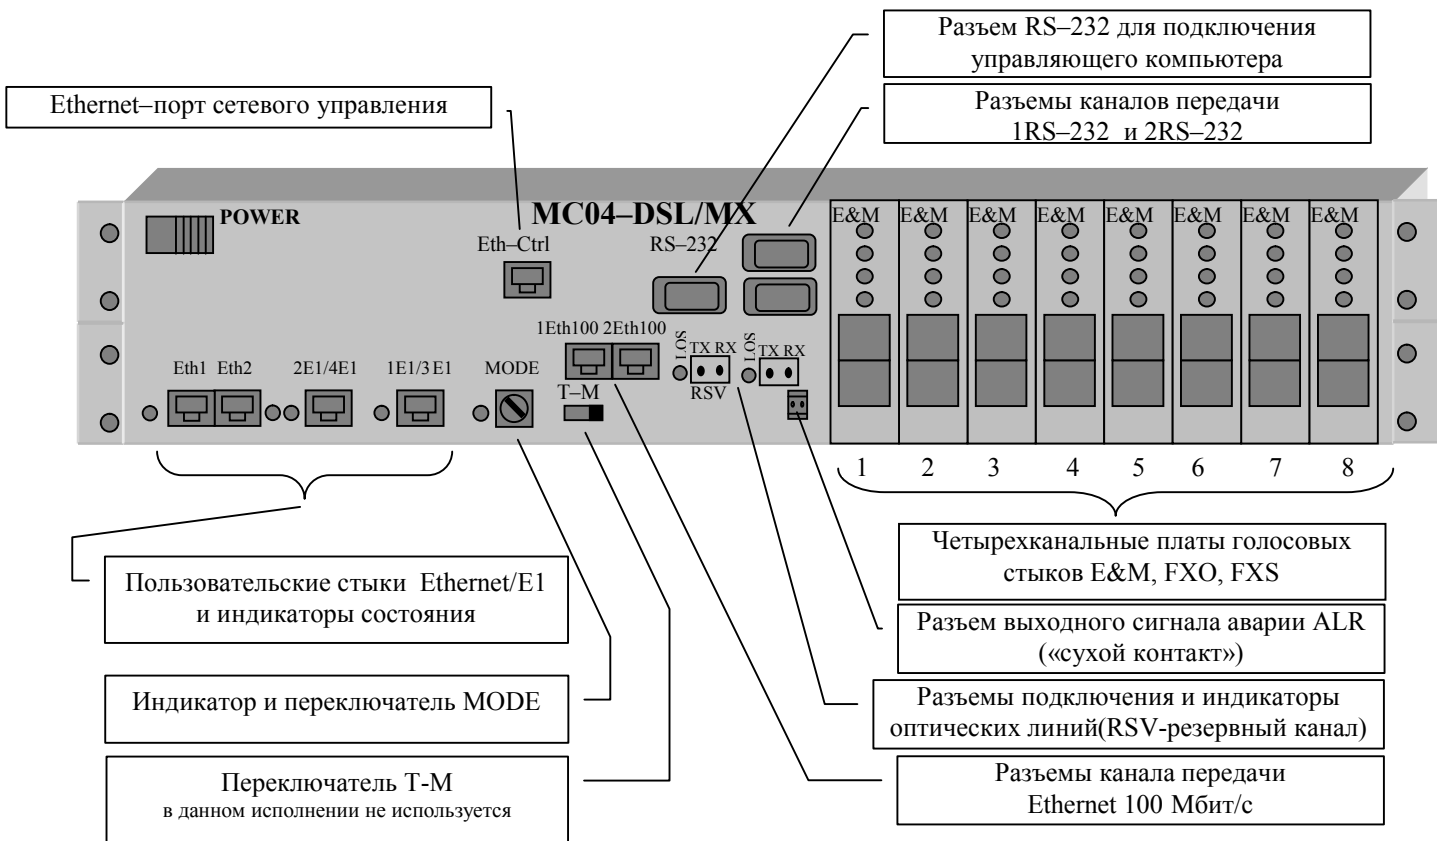 Разъем RS–232 для подключения
управляющего компьютера
Ethernet–порт сетевого управления
Разъемы каналов передачи
1RS–232 и 2RS–232
POWER
MC04–DSL/MX
E&M E&M E&M E&M E&M E&M E&M E&M
Eth–Ctrl
RS–232
1Eth100 2Eth100
LOS
TX RX
LOS
TX RX
Eth1 Eth2
2E1/4E1
1E1/3 E1
MODE
T–M
RSV
1 2 3 4 5 6 7 8
Четырехканальные платы голосовых
стыков E&M, FXO, FXS
Пользовательские стыки Ethernet/E1
и индикаторы состояния
Разъем выходного сигнала аварии ALR
(«сухой контакт»)
Индикатор и переключатель MODE
Разъемы подключения и индикаторы
оптических линий(RSV-резервный канал)
Переключатель Т-М
в данном исполнении не используется
Разъемы канала передачи
Ethernet 100 Мбит/с